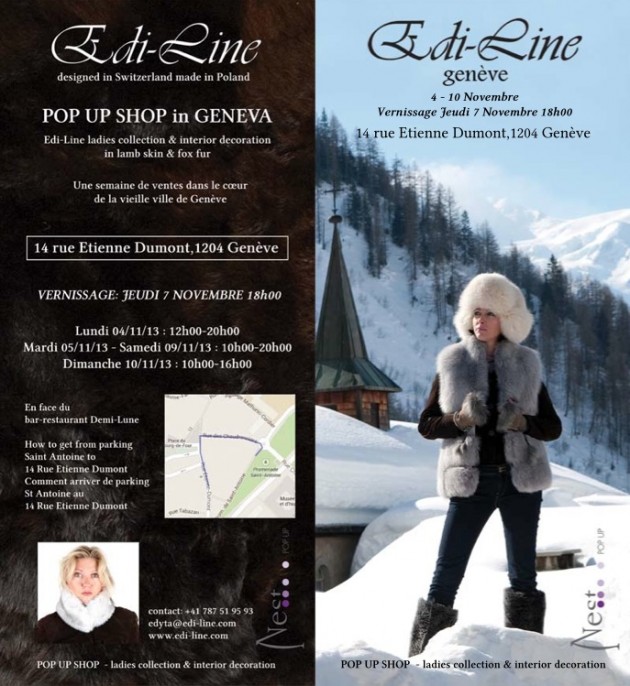 Edi-Line
designed in Switzerland made in Poland
POP UP SHOP in GENEVA
Edi-Line ladies collection & interior decoration
in lamb skin & fox fur
Une semaine de ventes dans le cœur
de la vieille ville de Genève
14 rue Etienne Dumont,1204 Genève
VERNISSAGE: JEUDI 7 NOVEMBRE 18h00
Lundi 04/11/13 : 12h00-20h00
Mardi 05/11/13 - Samedi 09/11/13 : 10h00-20h00
Dimanche 10/11/13 : 10h00-16h00
En face du
bar-restaurant Demi-Lune
How to get from parking
Saint Antoine to
14 Rue Etienne Dumont
Comment arriver de parking
St Antoine au
14 Rue Etienne Dumont
Place du
Promenade
Saint-Antoine
Rue Tabazan
contact: +41 787 51 95 93
edyta@edi-line.com
www.edi-line.com
Nest
POP UP
POP UP SHOP - ladies collection & interior decoration
Edi-Line
genève
4 - 10 Novembre
Vernissage Jeudi 7 Novembre 18h00
14 rue Etienne Dumont,1204 Genève
Nest
POP UP
POP UP SHOP - ladies collection & interior decoration